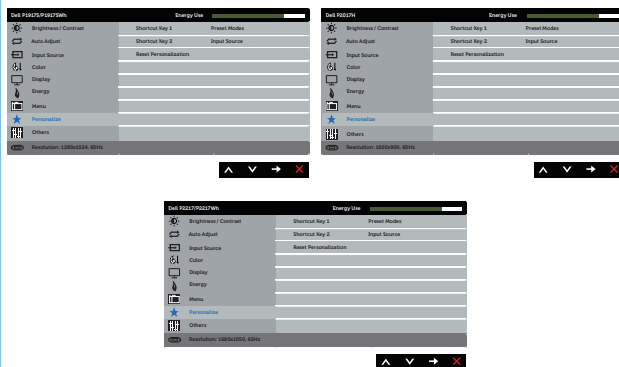 Dell P1917S/P1917SWh Energy Use
Brightness / Contrast Shortcut Key 1 Preset Modes
Auto Adjust Shortcut Key 2 Input Source
Input Source Reset Personalization
Color
Display
Energy
Menu
Personalize
Others
Resolution: 1280x1024, 60Hz
Dell P2017H Energy Use
Brightness / Contrast Shortcut Key 1 Preset Modes
Auto Adjust Shortcut Key 2 Input Source
Input Source Reset Personalization
Color
Display
Energy
Menu
Personalize
Others
Resolution: 1600x900, 60Hz
Dell P2217/P2217Wh Energy Use
Brightness / Contrast Shortcut Key 1 Preset Modes
Auto Adjust Shortcut Key 2 Input Source
Input Source Reset Personalization
Color
Display
Energy
Menu
Personalize
Others
Resolution: 1680x1050, 60Hz